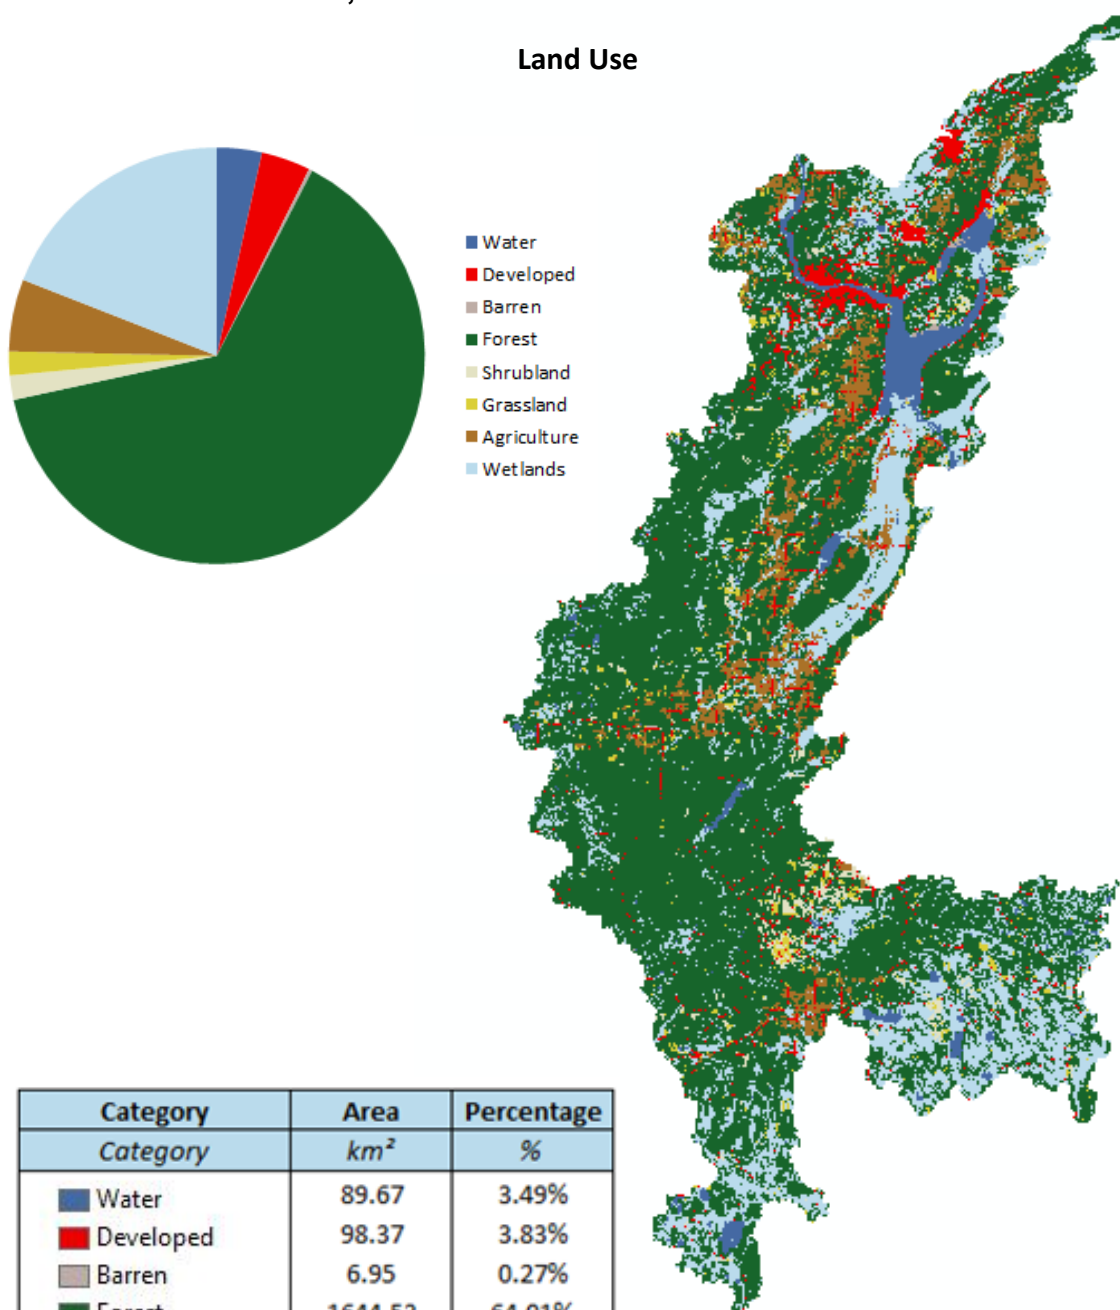 Land Use
Water
Developed
Barren
Forest
Shrubland
Grassland
Agriculture
Wetlands
Category Area Percentage
Category km² %
Water 89.67 3.49%
Developed 98.37 3.83%
Barren 6.95 0.27%
Forest